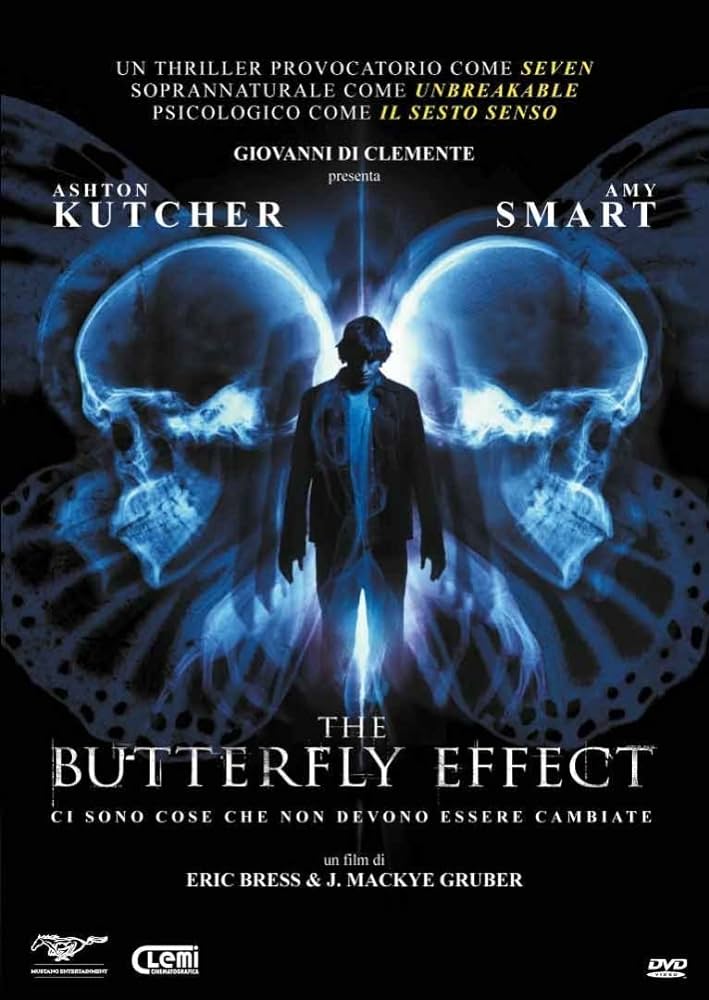 UN THRILLER PROVOCATORIO COME SEVEN
SOPRANNATURALE COME UNBREAKABLE
PSICOLOGICO COME IL SESTO SENSO
GIOVANNI DI CLEMENTE
presenta
ASHTON
KUTCHER
AMY
SMART
THE
BUTTERFLY EFFECT
CI SONO COSE CHE NON DEVONO ESSERE CAMBIATE
un film di
ERIC BRESS & J. MACKYE GRUBER
MUSTANG ENTERTAINMENT
CLEMI
CINEMATOGRAFICA
DVD
VIDEO